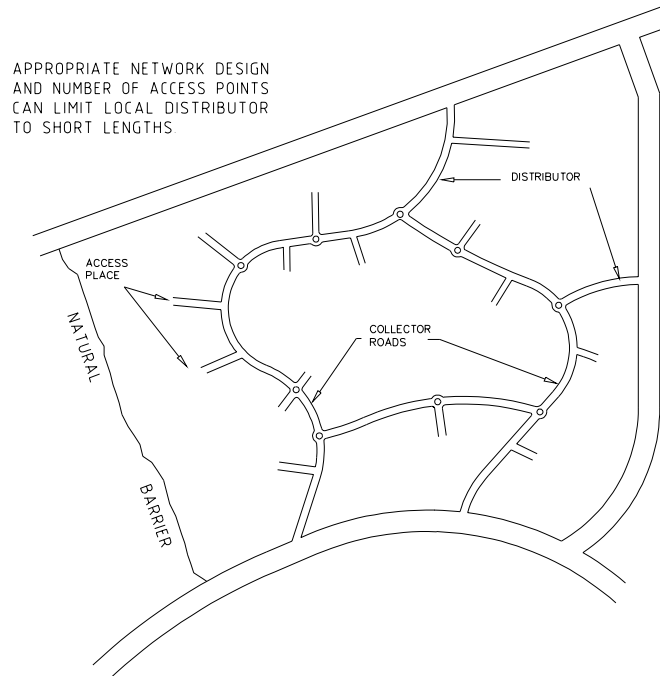 APPROPRIATE NETWORK DESIGN
AND NUMBER OF ACCESS POINTS
CAN LIMIT LOCAL DISTRIBUTOR
TO SHORT LENGTHS.
DISTRIBUTOR
ACCESS
PLACE
NATURAL
COLLECTOR
ROADS
BARRIER